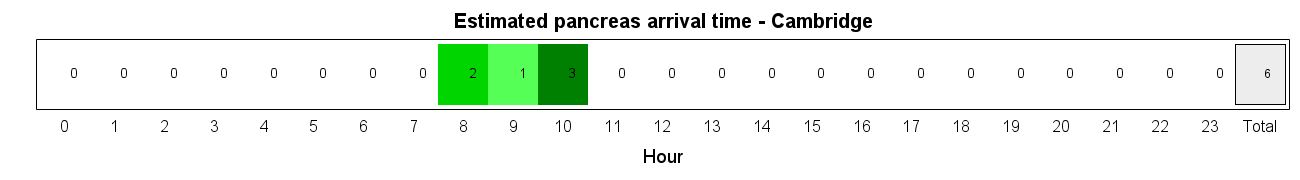 Estimated pancreas arrival time - Cambridge
0 0 0 0 0 0 0 0 2 1 3 0 0 0 0 0 0 0 0 0 0 0 0 0 6
0 1 2 3 4 5 6 7 8 9 10 11 12 13 14 15 16 17 18 19 20 21 22 23 Total
Hour